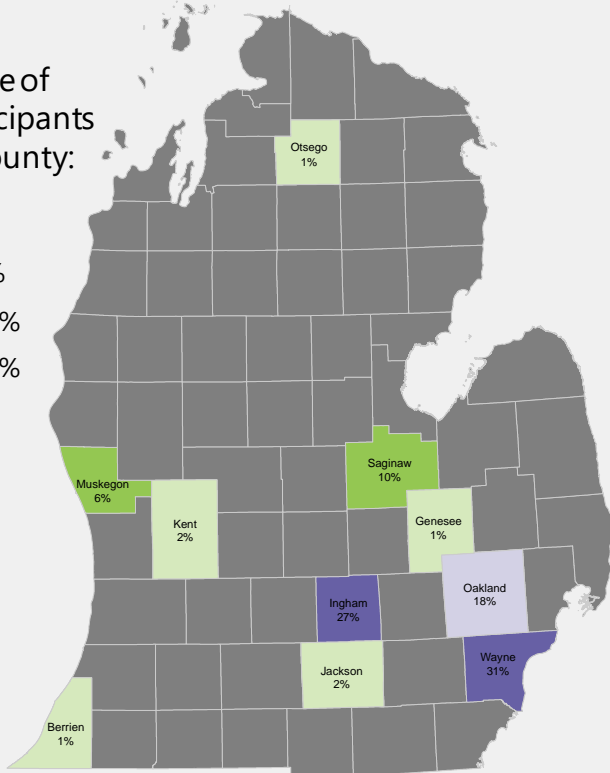 e of
cipants
ounty:
%
%
%
Otsego
1%
Muskegon
6%
Saginaw
10%
Kent
2%
Genesee
1%
Oakland
18%
Ingham
27%
Wayne
31%
Jackson
2%
Berrien
1%